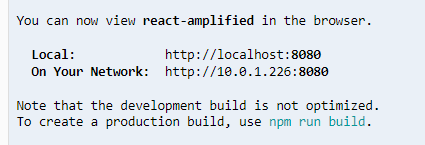 You can now view react-amplified in the browser.
Local: http://localhost:8080
On Your Network: http://10.0.1.226:8080
Note that the development build is not optimized.
To create a production build, use npm run build.